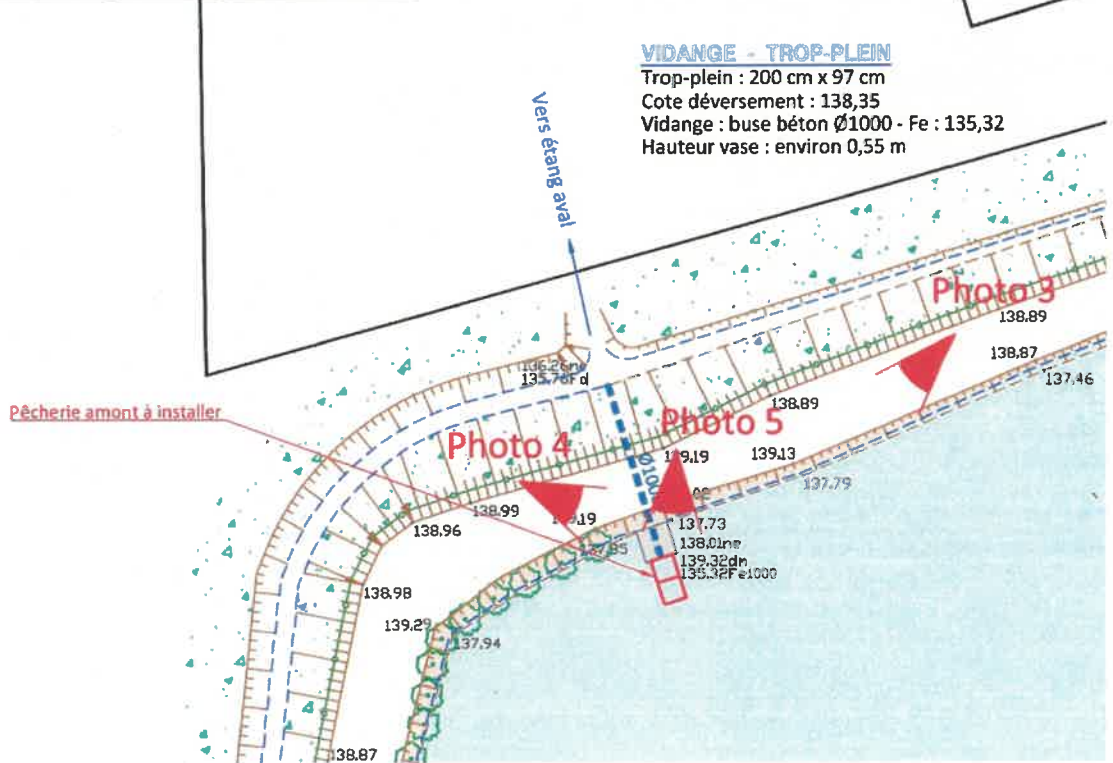 VIDANGE - TROP-PLEIN
Trop-plein : 200 cm x 97 cm
Cote déversement : 138,35
Vidange : buse béton Ø1000 - Fe : 135,32
Hauteur vase : environ 0,55 m
Vers étang aval
Photo 3
138.89
138.87
137.46
135.76Fd
138.89
Pêcherie amont à installer
Photo 5
Photo 4
139.19
139.13
137.79
138.99
138.96
137.73
138.01ne
139.32dn
135.32Fe1000
138.98
139.29
137.94
138.87